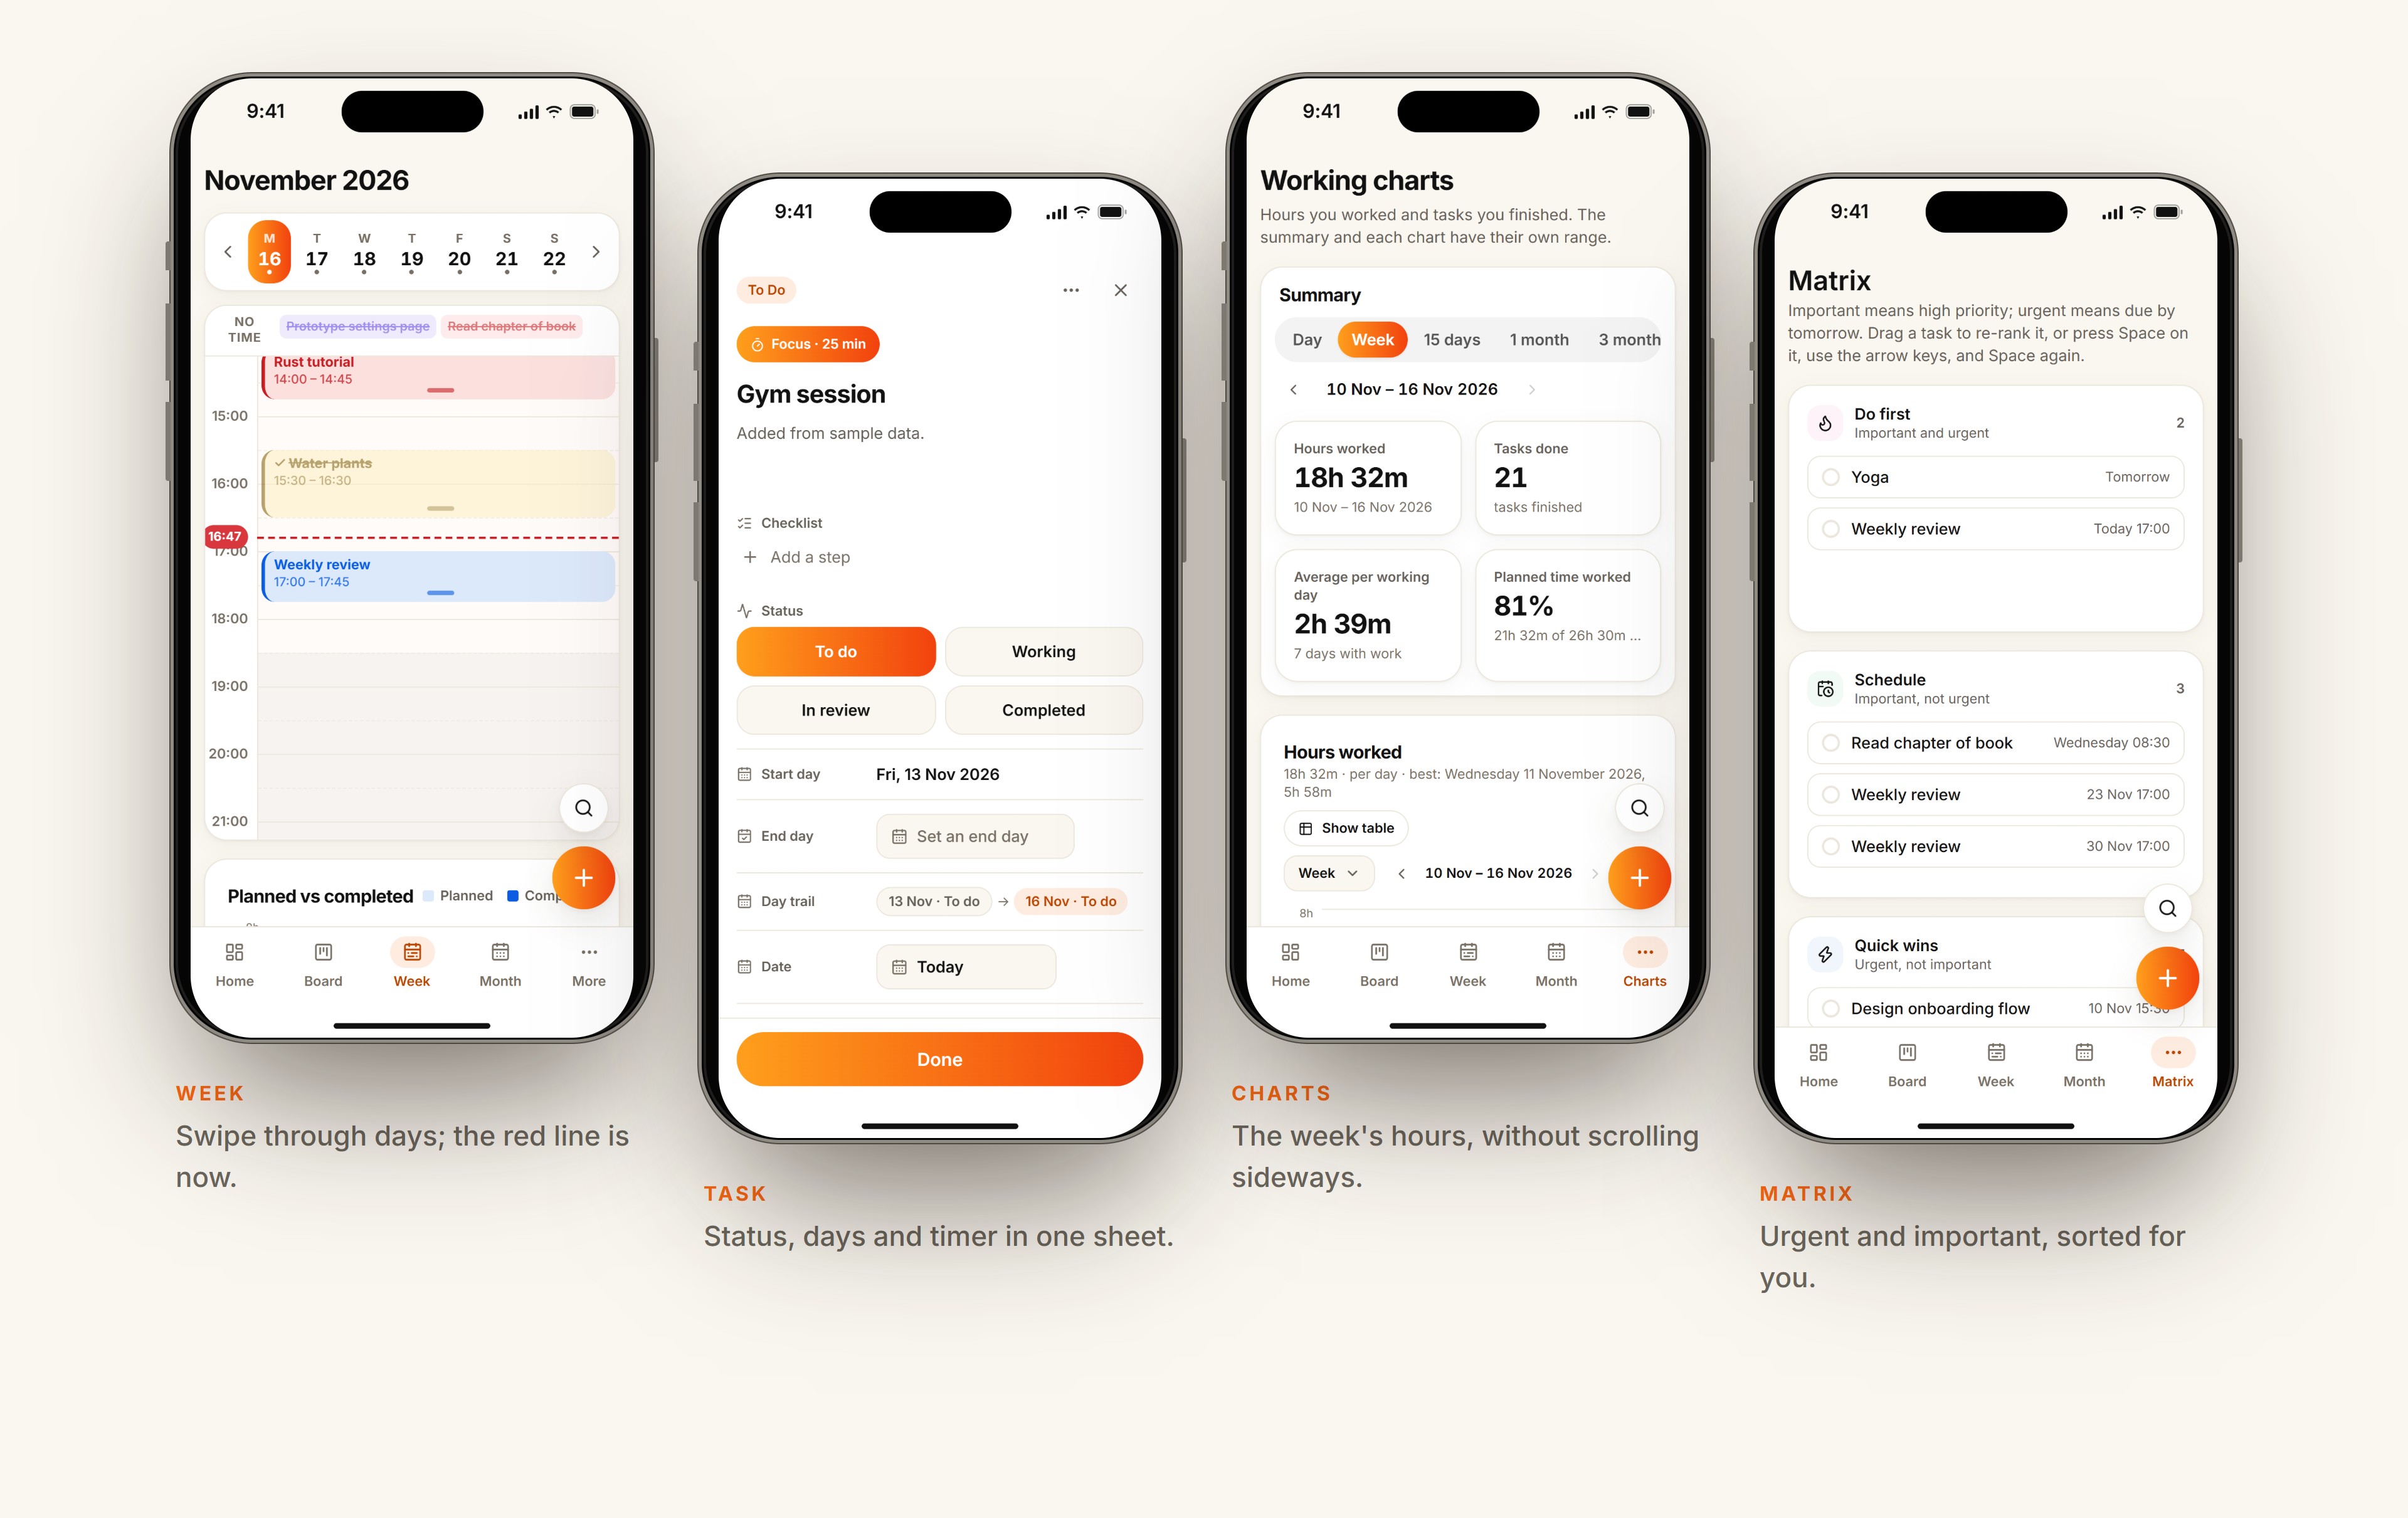 9:41
November 2026
M T W T F S S
16 17 18 19 20 21 22
NO TIME
Prototype settings page
Read chapter of book
Rust tutorial
14:00 – 14:45
15:00
Water plants
15:30 – 16:30
16:00
16:47
17:00
Weekly review
17:00 – 17:45
18:00
19:00
20:00
21:00
Planned vs completed
Planned
Home
Board
Week
Month
More
WEEK
Swipe through days; the red line is
now.
9:41
To Do
Focus · 25 min
Gym session
Added from sample data.
Checklist
Add a step
Status
To do
Working
In review
Completed
Start day
Fri, 13 Nov 2026
End day
Set an end day
Day trail
13 Nov · To do → 16 Nov · To do
Date
Today
Done
TASK
Status, days and timer in one sheet.
9:41
Working charts
Hours you worked and tasks you finished. The
summary and each chart have their own range.
Summary
Day
Week
15 days
1 month
3 month
10 Nov – 16 Nov 2026
Hours worked
18h 32m
10 Nov – 16 Nov 2026
Tasks done
21
tasks finished
Average per working
day
2h 39m
7 days with work
Planned time worked
81%
21h 32m of 26h 30m ...
Hours worked
18h 32m · per day · best: Wednesday 11 November 2026,
5h 58m
Show table
Week
10 Nov – 16 Nov 2026
8h
Home
Board
Week
Month
Charts
CHARTS
The week's hours, without scrolling
sideways.
9:41
Matrix
Important means high priority; urgent means due by
tomorrow. Drag a task to re-rank it, or press Space on
it, use the arrow keys, and Space again.
Do first
Important and urgent
2
Yoga
Tomorrow
Weekly review
Today 17:00
Schedule
Important, not urgent
3
Read chapter of book
Wednesday 08:30
Weekly review
23 Nov 17:00
Weekly review
30 Nov 17:00
Quick wins
Urgent, not important
Design onboarding flow
10 Nov 15:30
Home
Board
Week
Month
Matrix
MATRIX
Urgent and important, sorted for
you.